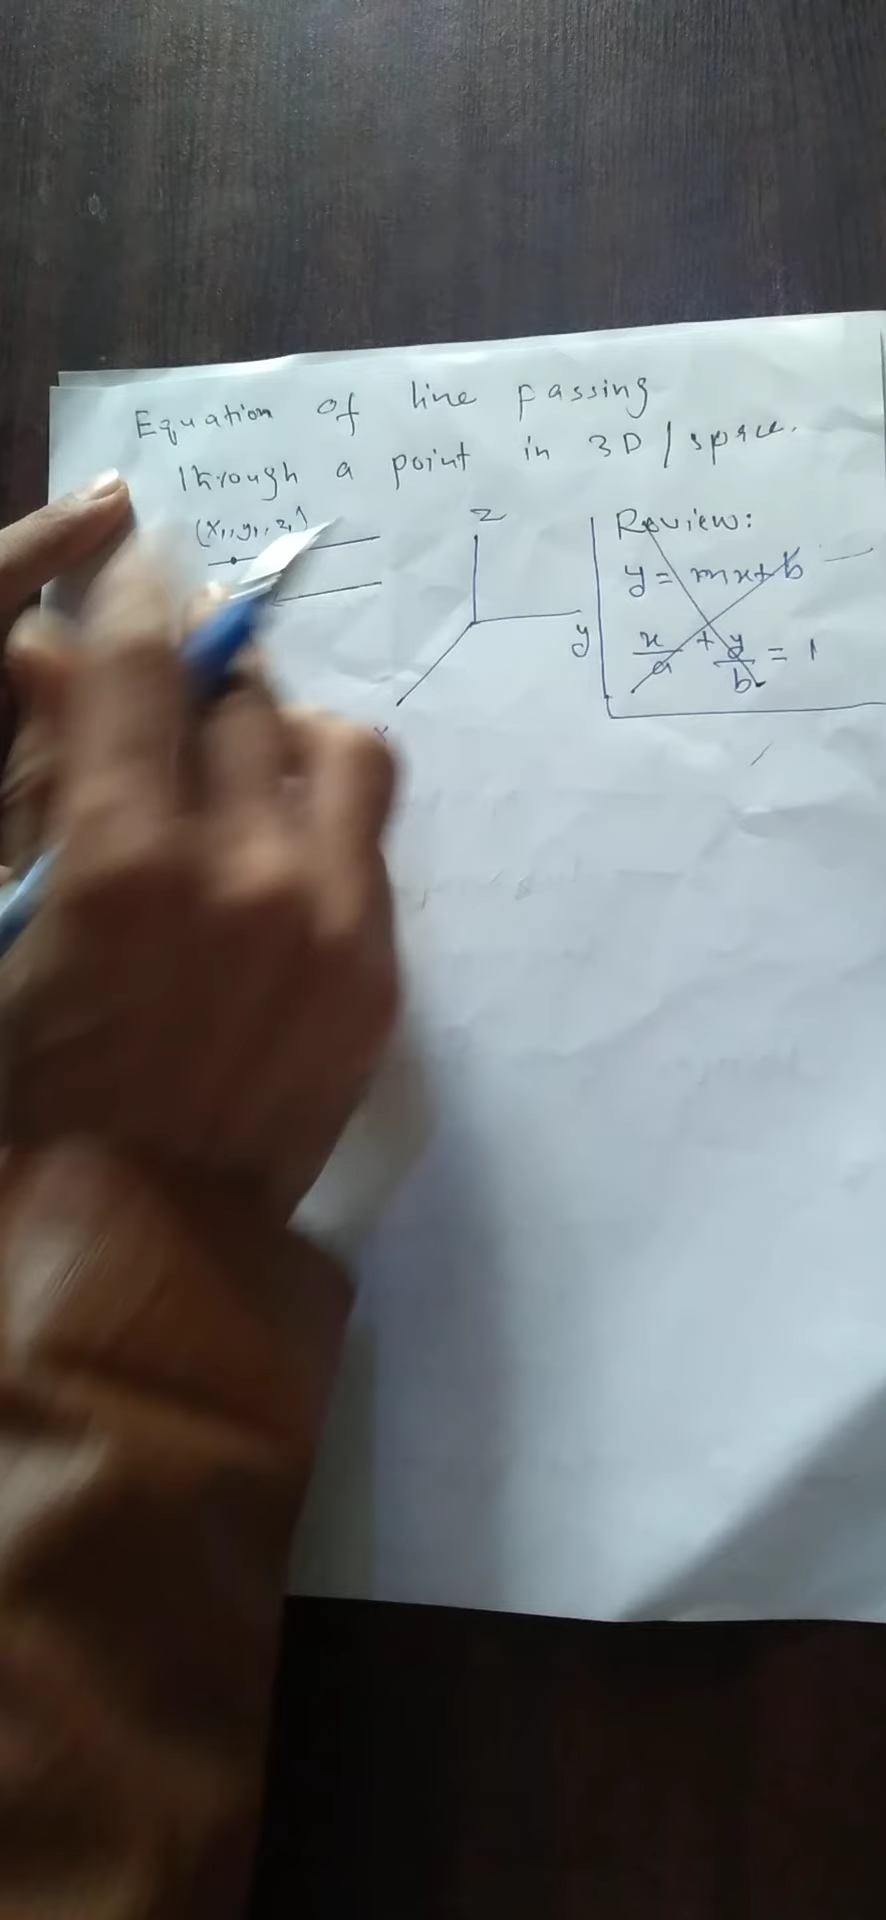 Equation of line passing
through a point in 3D / space.
(x₁, y₁, z₁)
z
y
x
Review:
y = mx + b
x/a + y/b = 1